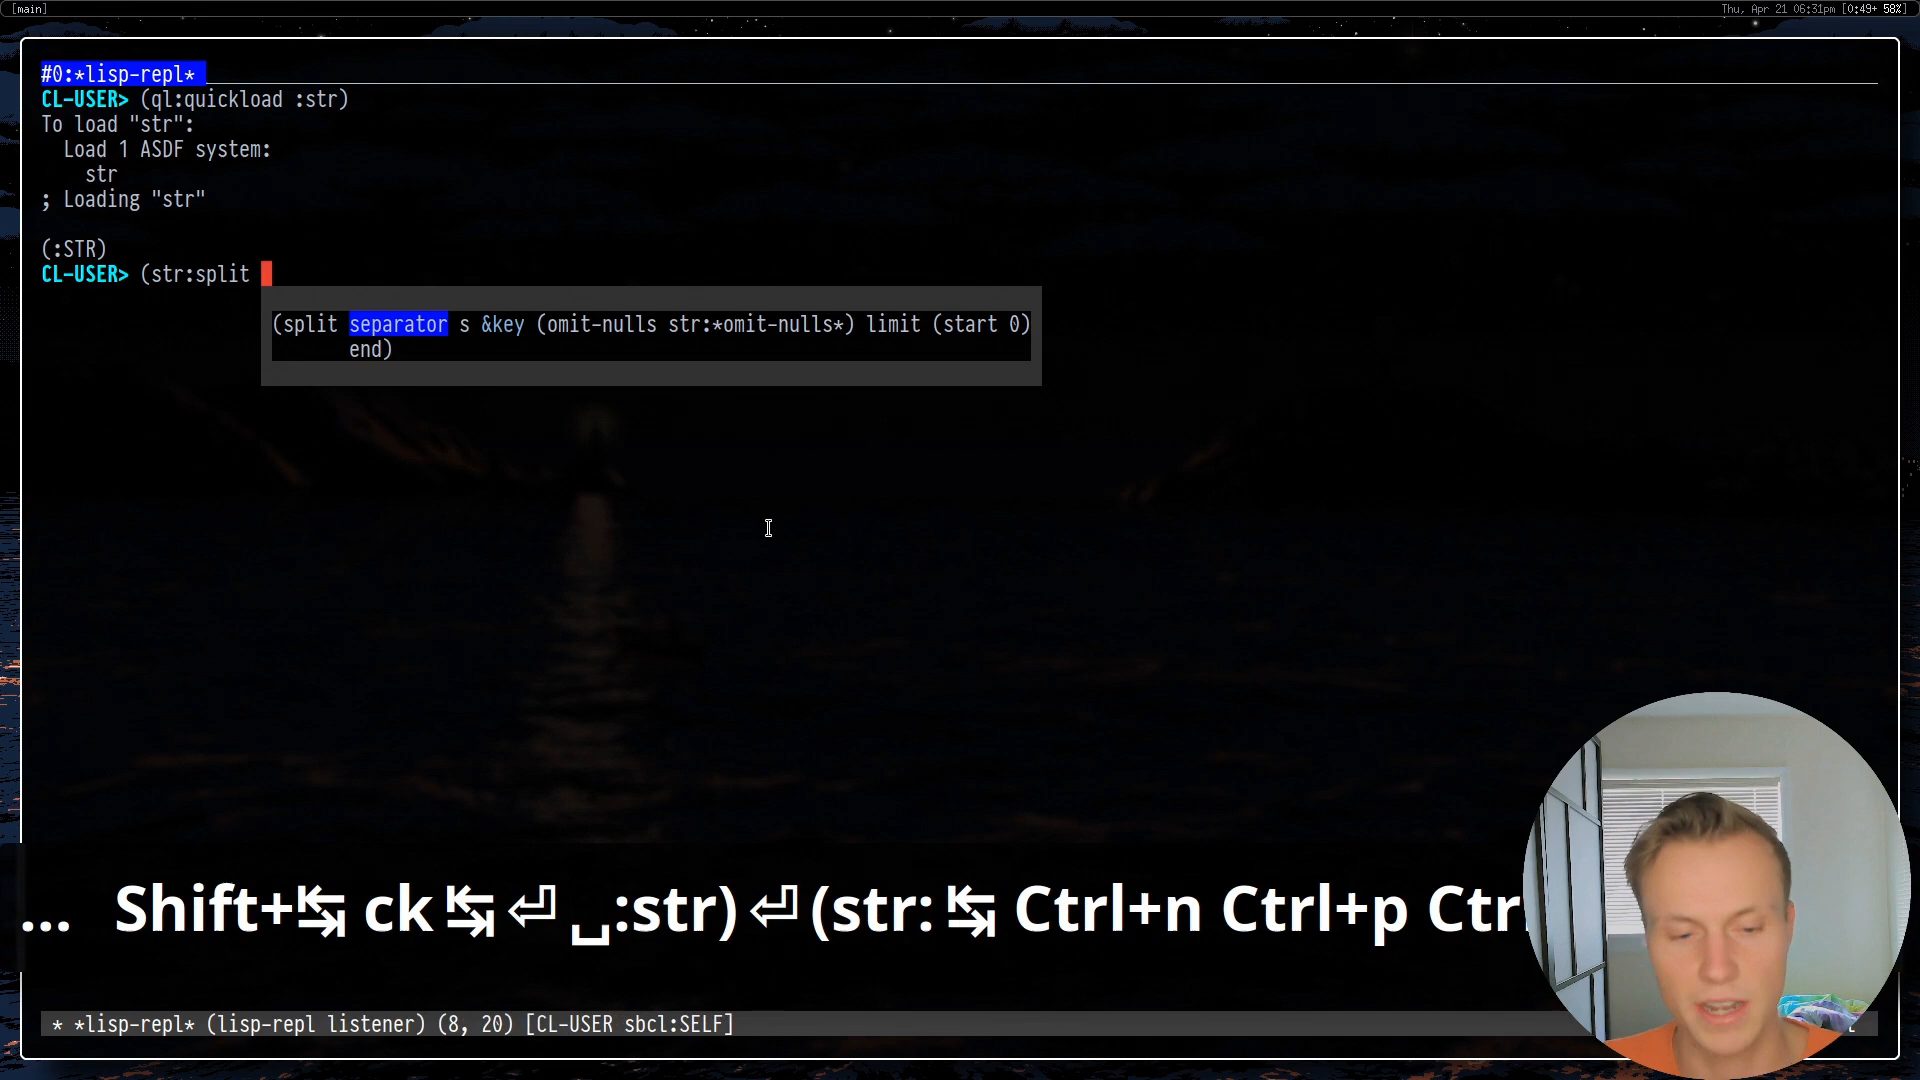 [main]
Thu, Apr 21 06:31pm [0:49+ 58%]
#0:*lisp-repl*
CL-USER> (ql:quickload :str)
To load "str":
Load 1 ASDF system:
str
; Loading "str"
(:STR)
CL-USER> (str:split
(split separator s &key (omit-nulls str:*omit-nulls*) limit (start 0)
end)
... Shift+↹ ck ↹ ⏎ ␣:str) ⏎ (str: ↹ Ctrl+n Ctrl+p Ctrl
* *lisp-repl* (lisp-repl listener) (8, 20) [CL-USER sbcl:SELF]